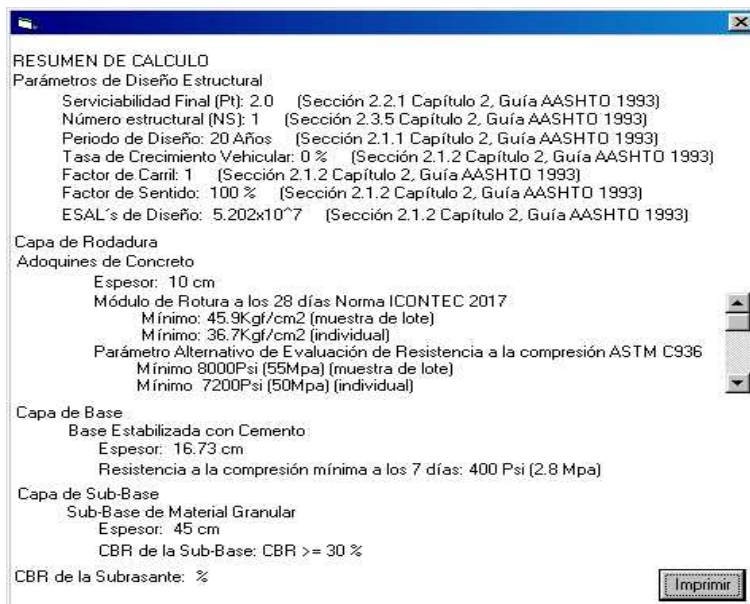 RESUMEN DE CALCULO
Parámetros de Diseño Estructural
Serviciabilidad Final (Pt): 2.0 (Sección 2.2.1 Capítulo 2, Guía AASHTO 1993)
Número estructural (NS): 1 (Sección 2.3.5 Capítulo 2, Guía AASHTO 1993)
Periodo de Diseño: 20 Años (Sección 2.1.1 Capítulo 2, Guía AASHTO 1993)
Tasa de Crecimiento Vehicular: 0 % (Sección 2.1.2 Capítulo 2, Guía AASHTO 1993)
Factor de Carril: 1 (Sección 2.1.2 Capítulo 2, Guía AASHTO 1993)
Factor de Sentido: 100 % (Sección 2.1.2 Capítulo 2, Guía AASHTO 1993)
ESAL´s de Diseño: 5.202x10^7 (Sección 2.1.2 Capítulo 2, Guía AASHTO 1993)
Capa de Rodadura
Adoquines de Concreto
Espesor: 10 cm
Módulo de Rotura a los 28 días Norma ICONTEC 2017
Mínimo: 45.9Kgf/cm2 (muestra de lote)
Mínimo: 36.7Kgf/cm2 (individual)
Parámetro Alternativo de Evaluación de Resistencia a la compresión ASTM C936
Mínimo 8000Psi (55Mpa) (muestra de lote)
Mínimo 7200Psi (50Mpa) (individual)
Capa de Base
Base Estabilizada con Cemento
Espesor: 16.73 cm
Resistencia a la compresión mínima a los 7 días: 400 Psi (2.8 Mpa)
Capa de Sub-Base
Sub-Base de Material Granular
Espesor: 45 cm
CBR de la Sub-Base: CBR >= 30 %
CBR de la Subrasante: %
Imprimir